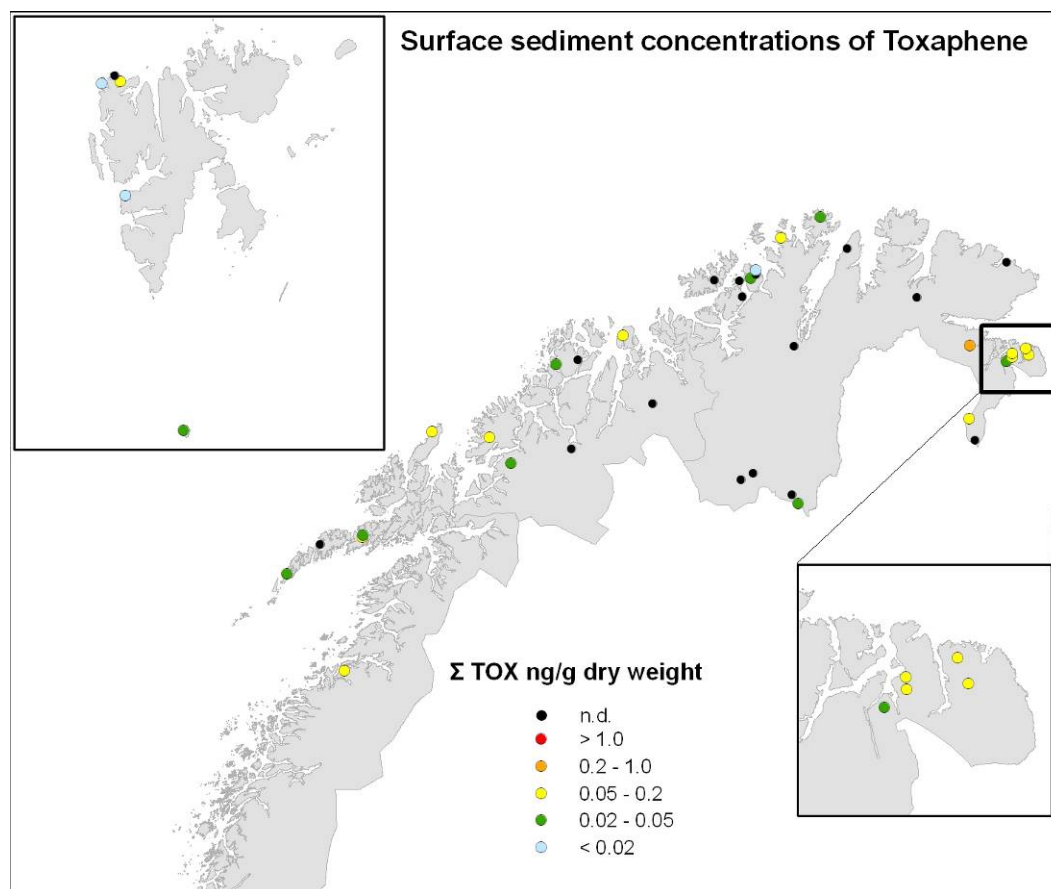 Surface sediment concentrations of Toxaphene
Σ TOX ng/g dry weight
n.d.
> 1.0
0.2 - 1.0
0.05 - 0.2
0.02 - 0.05
< 0.02